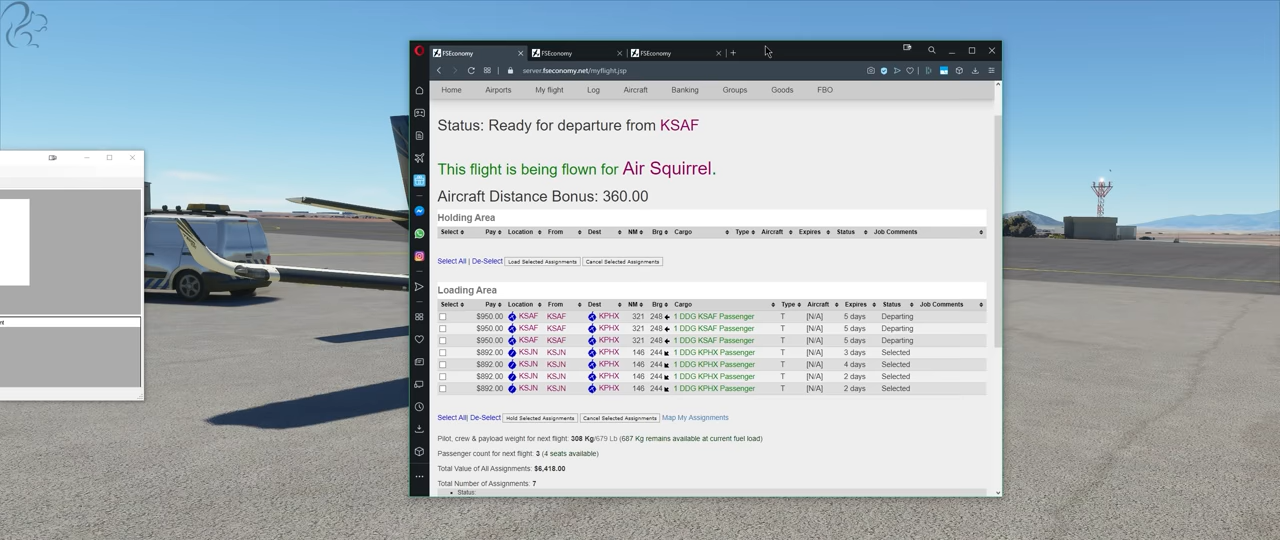 FSEconomy FSEconomy FSEconomy
server.fseconomy.net/myflight.jsp
Home Airports My flight Log Aircraft Banking Groups Goods FBO
Status: Ready for departure from KSAF
This flight is being flown for Air Squirrel.
Aircraft Distance Bonus: 360.00
Holding Area
Select Pay Location From Dest NM Brg Cargo Type Aircraft Expires Status Job Comments
Select All | De-Select Load Selected Assignments Cancel Selected Assignments
Loading Area
Select Pay Location From Dest NM Brg Cargo Type Aircraft Expires Status Job Comments
$950.00 KSAF KSAF KPHX 321 248 1 DDG KSAF Passenger T [N/A] 5 days Departing
$950.00 KSAF KSAF KPHX 321 248 1 DDG KSAF Passenger T [N/A] 5 days Departing
$950.00 KSAF KSAF KPHX 321 248 1 DDG KSAF Passenger T [N/A] 5 days Departing
$892.00 KSJN KSJN KPHX 146 244 1 DDG KPHX Passenger T [N/A] 3 days Selected
$892.00 KSJN KSJN KPHX 146 244 1 DDG KPHX Passenger T [N/A] 4 days Selected
$892.00 KSJN KSJN KPHX 146 244 1 DDG KPHX Passenger T [N/A] 2 days Selected
$892.00 KSJN KSJN KPHX 146 244 1 DDG KPHX Passenger T [N/A] 2 days Selected
Select All| De-Select Hold Selected Assignments Cancel Selected Assignments Map My Assignments
Pilot, crew & payload weight for next flight: 308 Kg/679 Lb (687 Kg remains available at current fuel load)
Passenger count for next flight: 3 (4 seats available)
Total Value of All Assignments: $6,418.00
Total Number of Assignments: 7
Status: